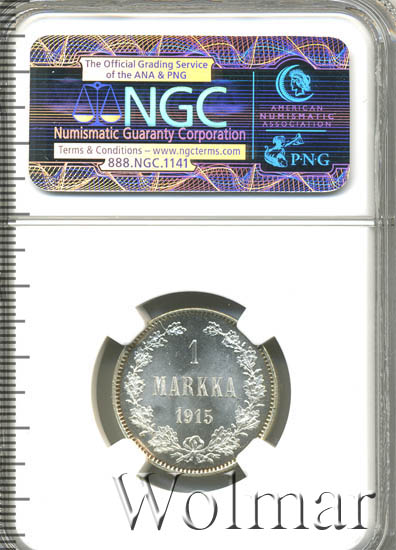 The Official Grading Service
of the ANA & PNG
NGC
Numismatic Guaranty Corporation
Terms & Conditions – www.ngcterms.com
888.NGC.1141
AMERICAN
NUMISMATIC
ASSOCIATION
PNG
1
MARKKA
1915
Wolmar